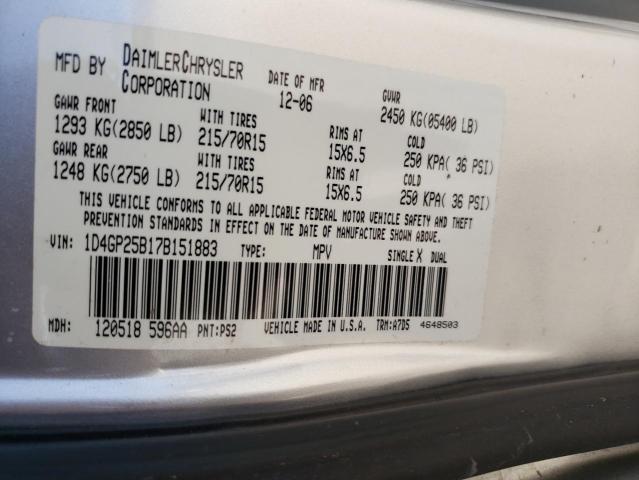 MFD BY DAIMLERCHRYSLER CORPORATION DATE OF MFR 12-06 GVWR 2450 KG(05400 LB)
GAWR FRONT WITH TIRES RIMS AT COLD
1293 KG(2850 LB) 215/70R15 15X6.5 250 KPA( 36 PSI)
GAWR REAR WITH TIRES RIMS AT COLD
1248 KG(2750 LB) 215/70R15 15X6.5 250 KPA( 36 PSI)
THIS VEHICLE CONFORMS TO ALL APPLICABLE FEDERAL MOTOR VEHICLE SAFETY AND THEFT
PREVENTION STANDARDS IN EFFECT ON THE DATE OF MANUFACTURE SHOWN ABOVE.
VIN: 1D4GP25B17B151883 TYPE: MPV SINGLE X DUAL
MDH: 120518 596AA PNT:PS2 VEHICLE MADE IN U.S.A. TRM:A7D5 4648503